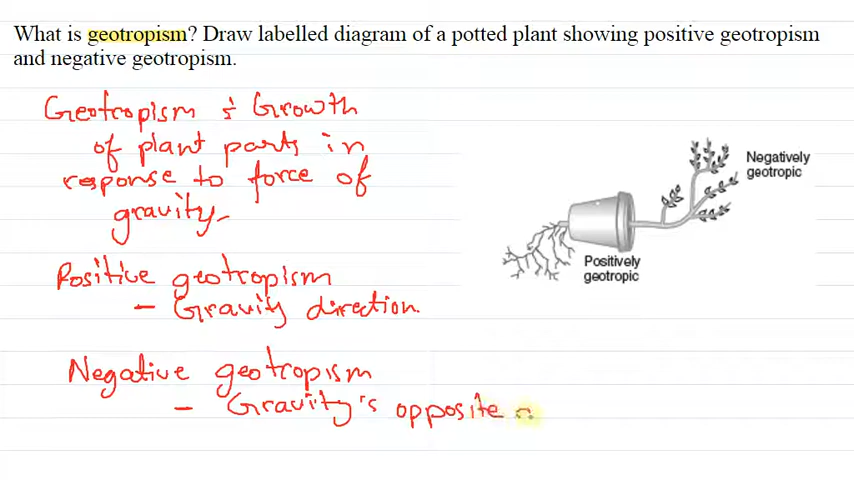 What is geotropism? Draw labelled diagram of a potted plant showing positive geotropism
and negative geotropism.
Geotropism : Growth
of plant parts in
response to force of
gravity.
Negatively
geotropic
Positively
geotropic
Positive geotropism
- Gravity direction.
Negative geotropism
- Gravity's opposite